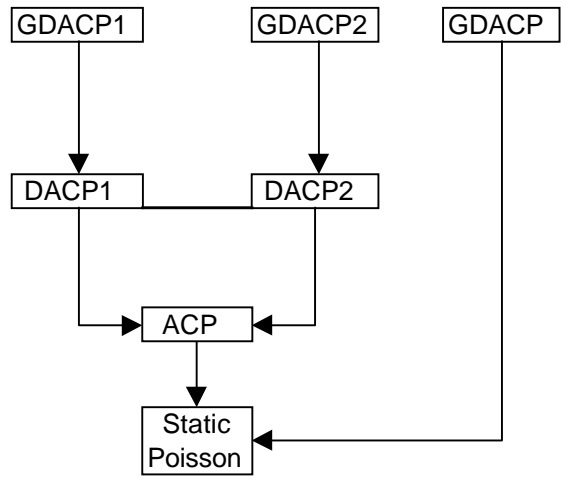 GDACP1
GDACP2
GDACP
DACP1
DACP2
ACP
Static
Poisson